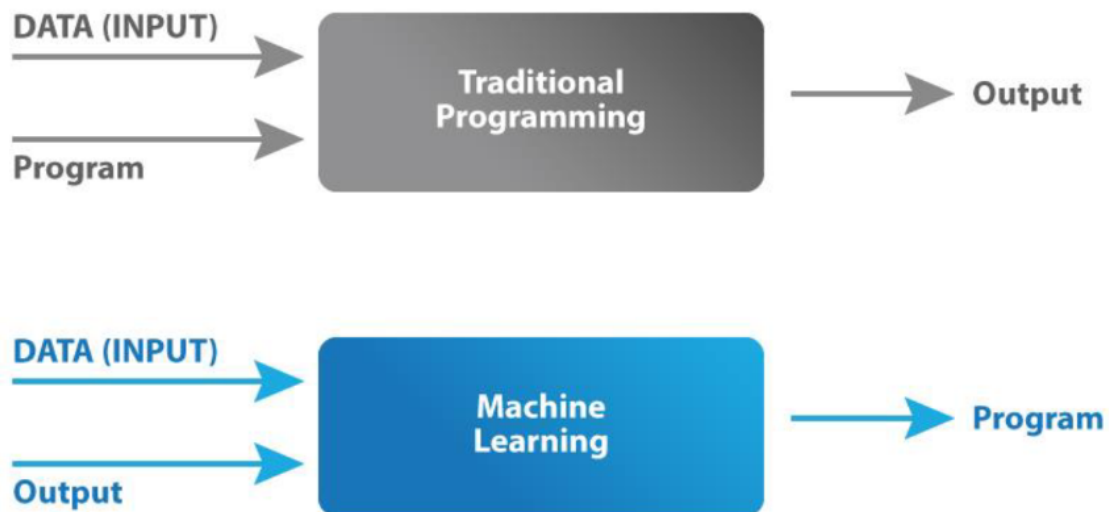 DATA (INPUT)
Program
Traditional
Programming
Output
DATA (INPUT)
Output
Machine
Learning
Program